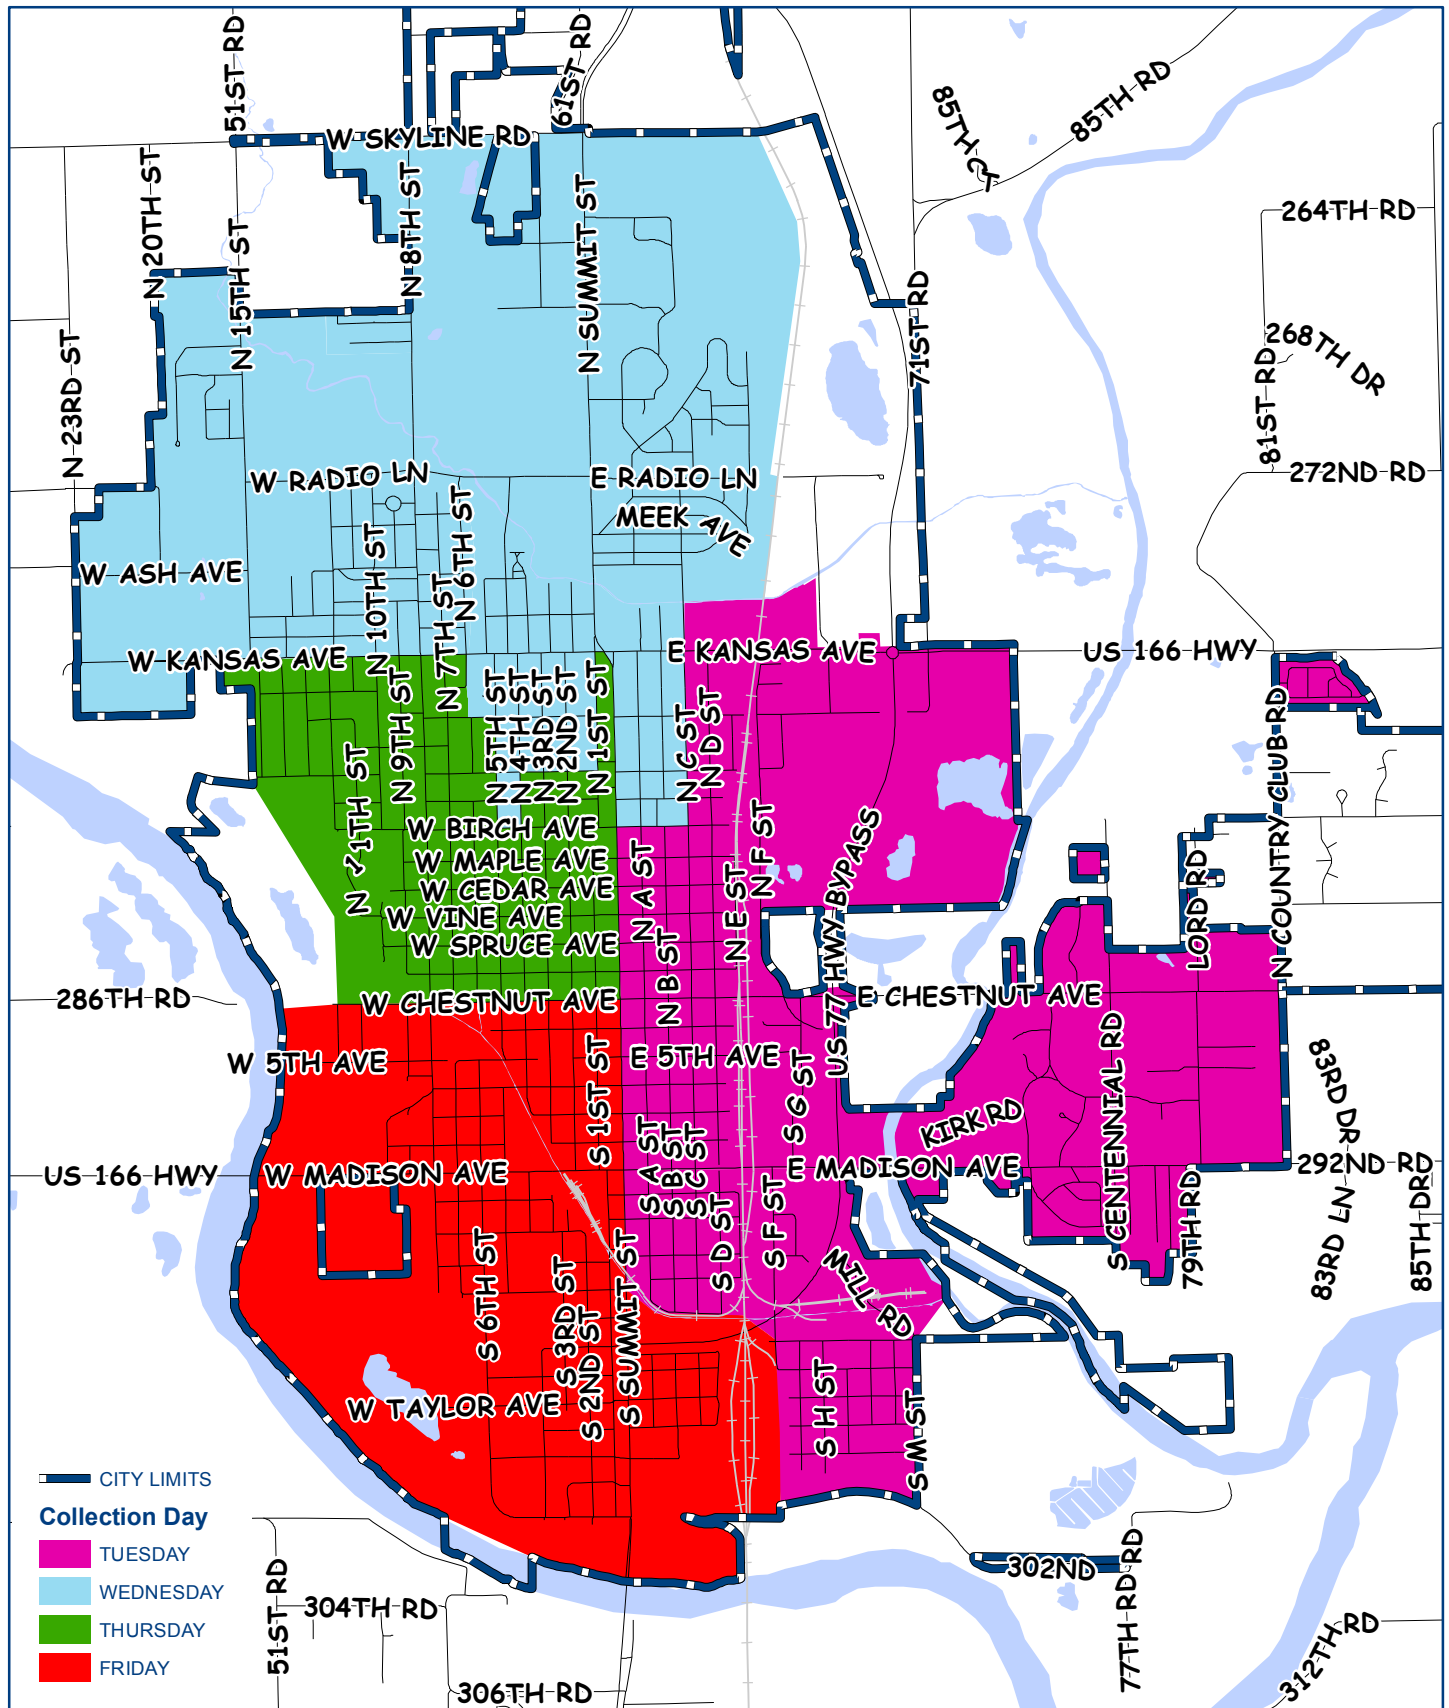 51ST RD
61ST RD
W SKYLINE RD
85TH CT
85TH RD
N 20TH ST
N 15TH ST
N 8TH ST
N SUMMIT ST
264TH RD
71ST RD
268TH DR
81ST RD
N 23RD ST
W RADIO LN
E RADIO LN
272ND RD
MEEK AVE
N 6TH ST
N 10TH ST
W ASH AVE
N 7TH ST
W KANSAS AVE
E KANSAS AVE
US 166 HWY
N 9TH ST
N 5TH ST
N 4TH ST
N 3RD ST
N 2ND ST
N 1ST ST
N C ST
N D ST
N COUNTRY CLUB RD
N 11TH ST
W BIRCH AVE
W MAPLE AVE
W CEDAR AVE
W VINE AVE
W SPRUCE AVE
N A ST
N F ST
N E ST
N B ST
US 77 HWY BYPASS
LORD RD
286TH RD
W CHESTNUT AVE
E CHESTNUT AVE
W 5TH AVE
E 5TH AVE
S 1ST ST
S G ST
KIRK RD
S CENTENNIAL RD
83RD DR
US 166 HWY
W MADISON AVE
E MADISON AVE
292ND RD
S A ST
S B ST
S C ST
S D ST
S F ST
79TH RD
83RD LN
85TH DR
S 6TH ST
S 3RD ST
S 2ND ST
S SUMMIT ST
MILL RD
W TAYLOR AVE
S H ST
S M ST
CITY LIMITS
Collection Day
TUESDAY
WEDNESDAY
THURSDAY
FRIDAY
51ST RD
304TH RD
306TH RD
302ND RD
77TH RD
312TH RD